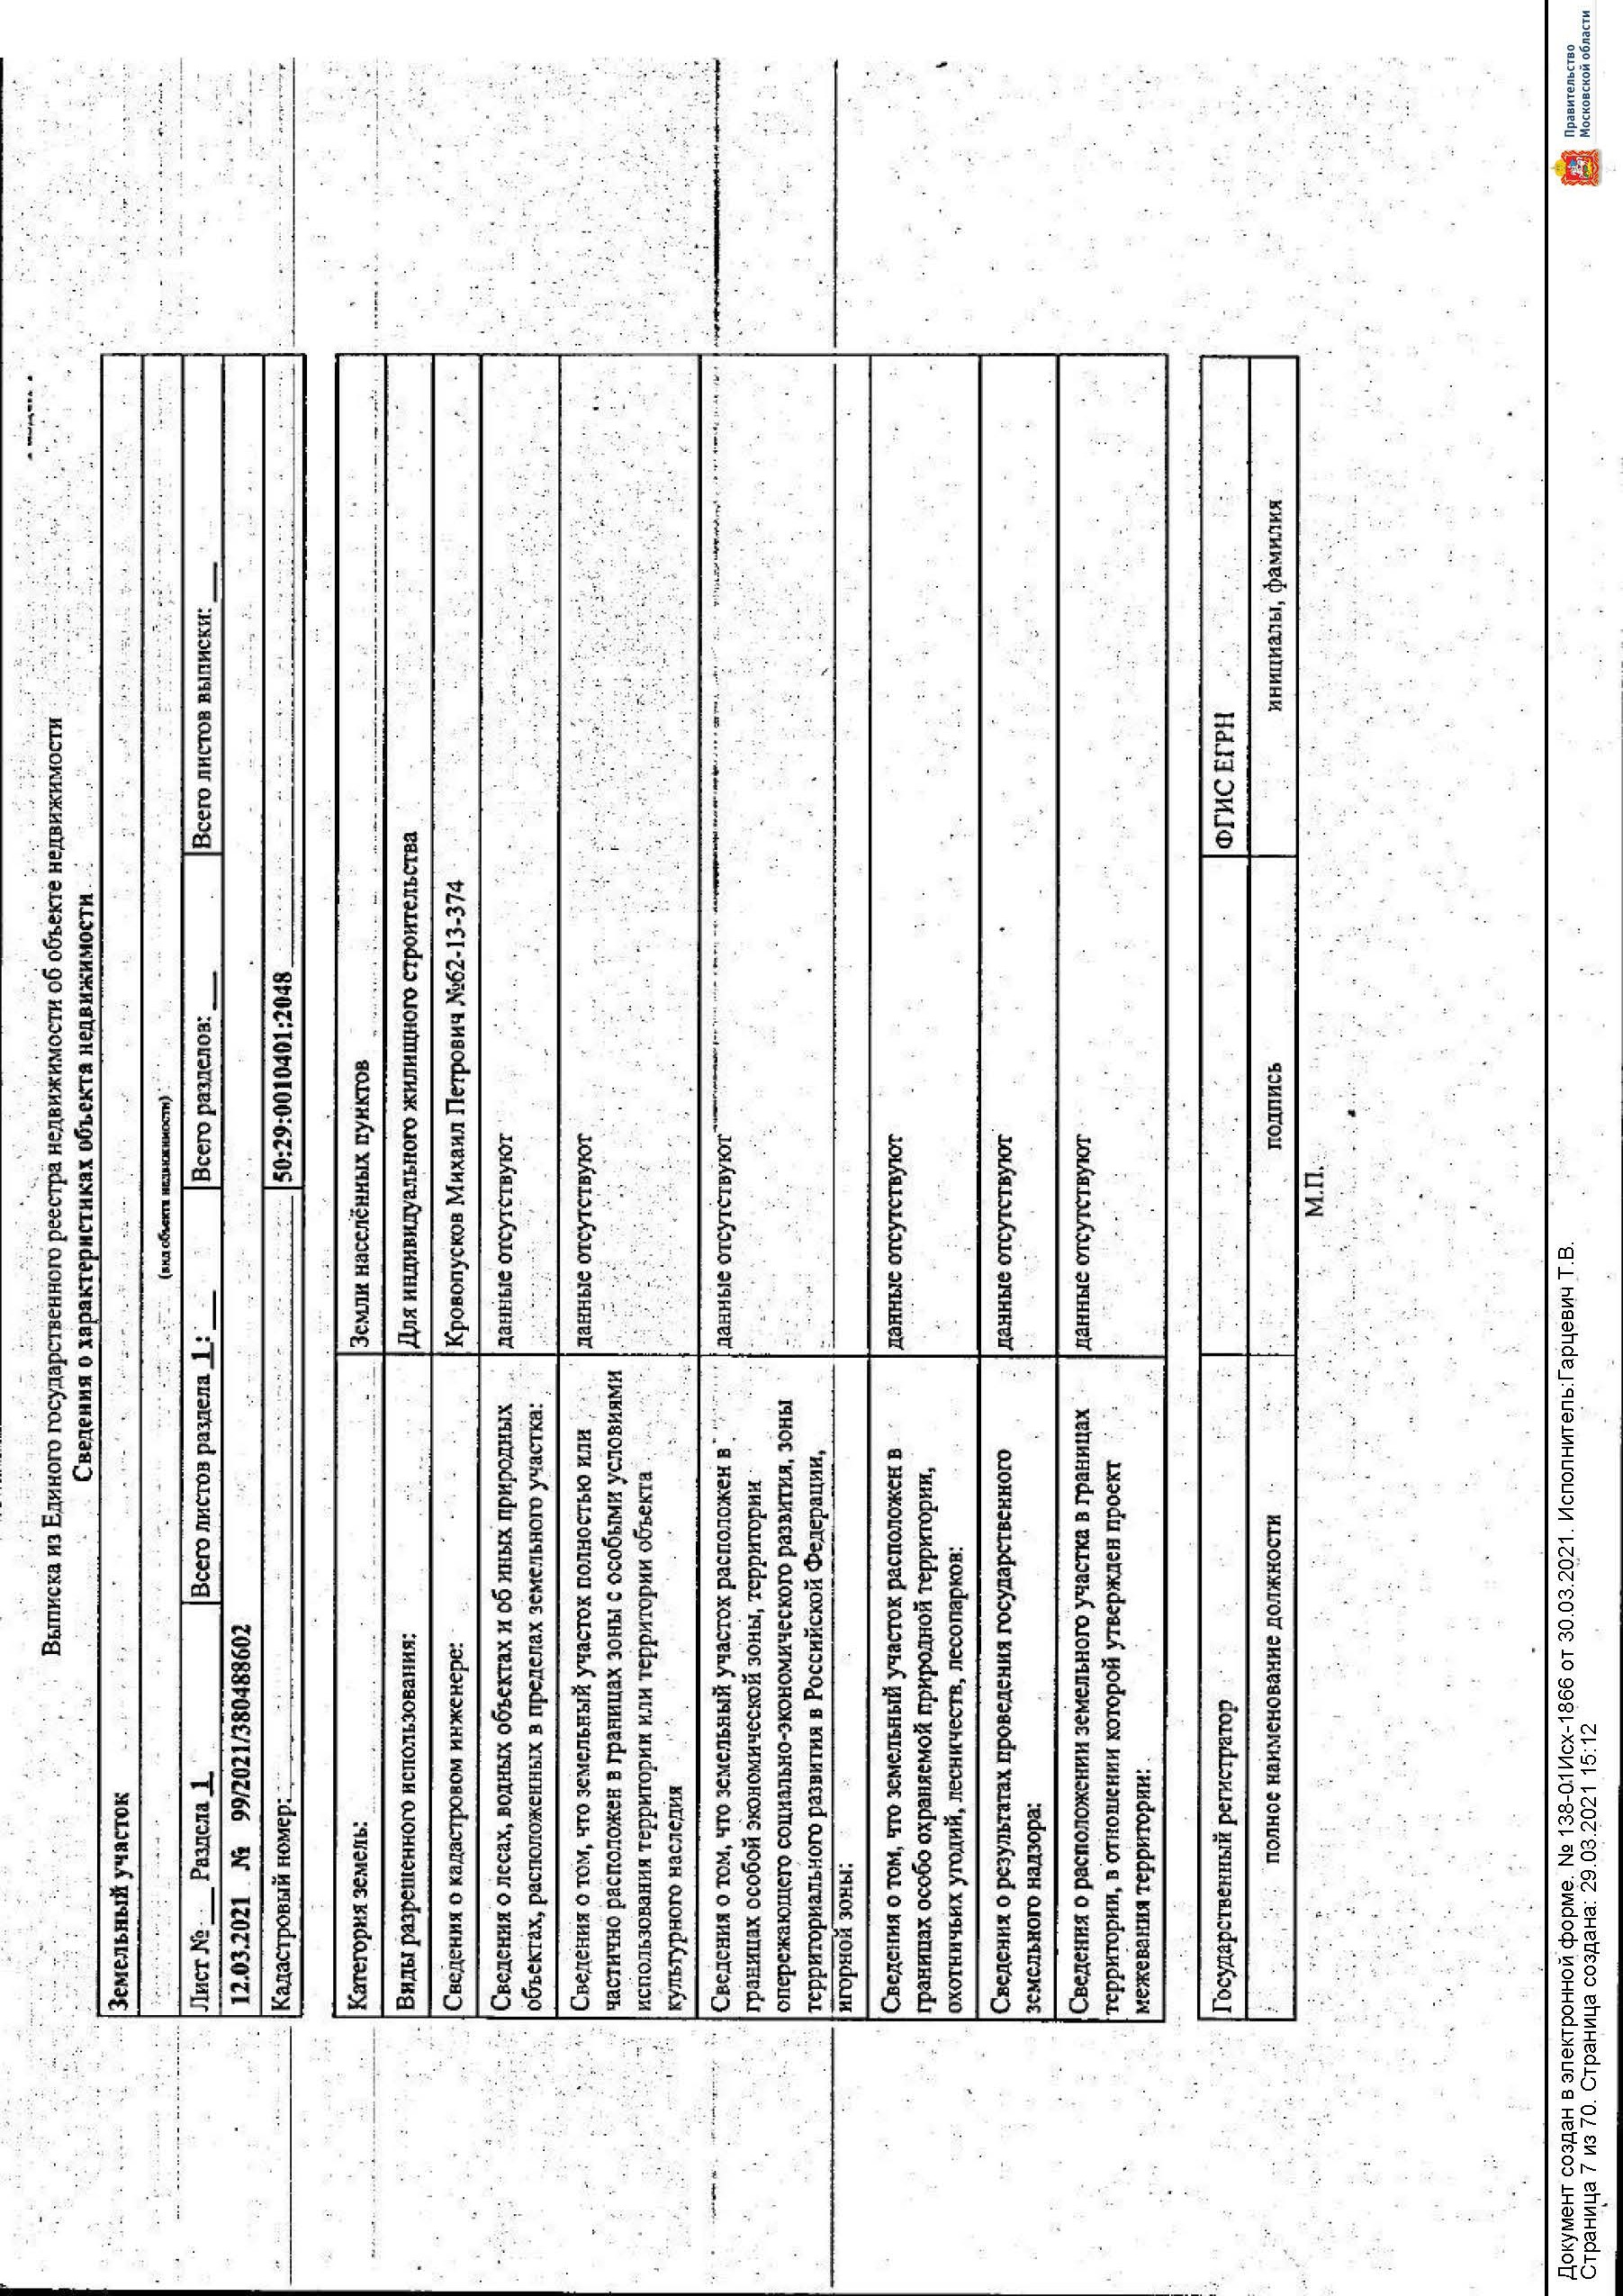 Выписка из Единого государственного реестра недвижимости об объекте недвижимости
Сведения о характеристиках объекта недвижимости
Земельный участок
(вид объекта недвижимости)
Лист № ___ Раздела 1
Всего листов раздела 1 : ___
Всего разделов: ___
Всего листов выписки: ___
12.03.2021 № 99/2021/380488602
Кадастровый номер:
50:29:0010401:2048
Категория земель:
Земли населённых пунктов
Виды разрешенного использования:
Для индивидуального жилищного строительства
Сведения о кадастровом инженере:
Кровопусков Михаил Петрович №62-13-374
Сведения о лесах, водных объектах и об иных природных
объектах, расположенных в пределах земельного участка:
данные отсутствуют
Сведения о том, что земельный участок полностью или
частично расположен в границах зоны с особыми условиями
использования территории или территории объекта
культурного наследия
данные отсутствуют
Сведения о том, что земельный участок расположен в
границах особой экономической зоны, территории
опережающего социально-экономического развития, зоны
территориального развития в Российской Федерации,
игорной зоны:
данные отсутствуют
Сведения о том, что земельный участок расположен в
границах особо охраняемой природной территории,
охотничьих угодий, лесничеств, лесопарков:
данные отсутствуют
Сведения о результатах проведения государственного
земельного надзора:
данные отсутствуют
Сведения о расположении земельного участка в границах
территории, в отношении которой утвержден проект
межевания территории:
данные отсутствуют
Государственный регистратор
ФГИС ЕГРН
полное наименование должности
подпись
инициалы, фамилия
М.П.
Документ создан в электронной форме. № 138-01Исх-1866 от 30.03.2021. Исполнитель:Гарцевич Т.В.
Страница 7 из 70. Страница создана: 29.03.2021 15:12
Правительство
Московской области